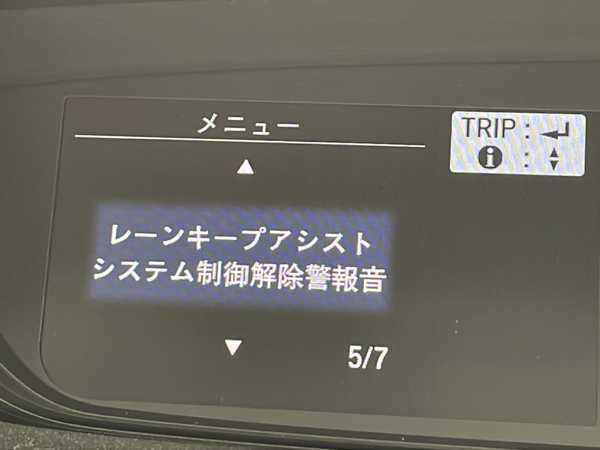 メニュー
TRIP : ↵
i : ▲▼
▲
レーンキープアシスト
システム制御解除警報音
▼
5/7